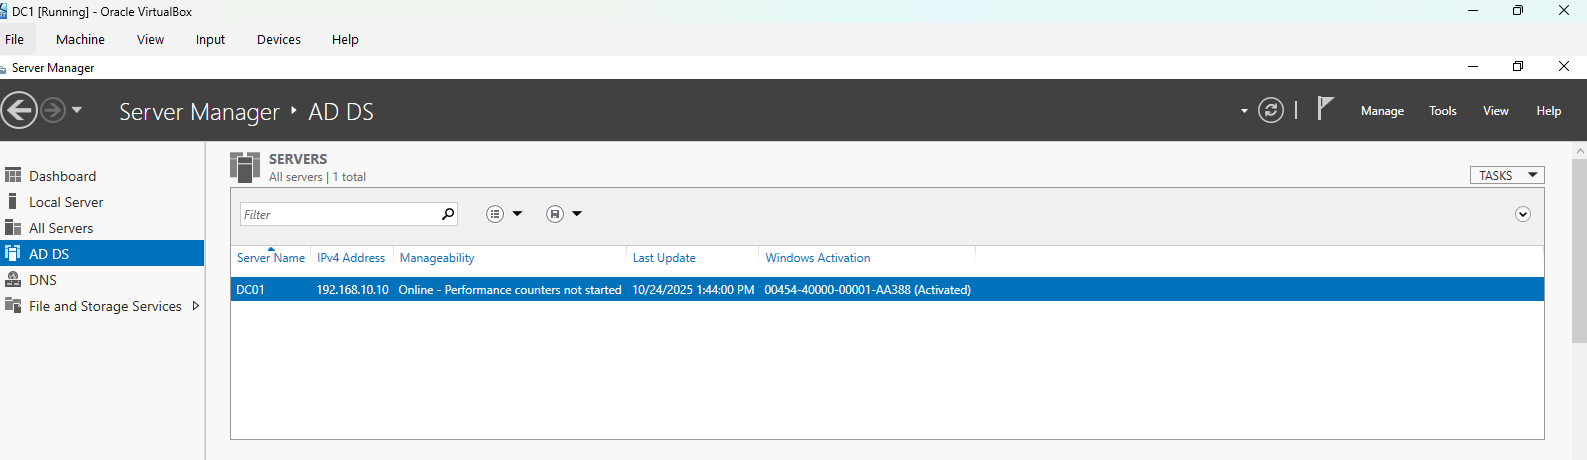 DC1 [Running] - Oracle VirtualBox
File Machine View Input Devices Help
Server Manager
Server Manager AD DS
Manage Tools View Help
Dashboard
Local Server
All Servers
AD DS
DNS
File and Storage Services
SERVERS
All servers | 1 total
TASKS
Filter
Server Name IPv4 Address Manageability Last Update Windows Activation
DC01 192.168.10.10 Online - Performance counters not started 10/24/2025 1:44:00 PM 00454-40000-00001-AA388 (Activated)